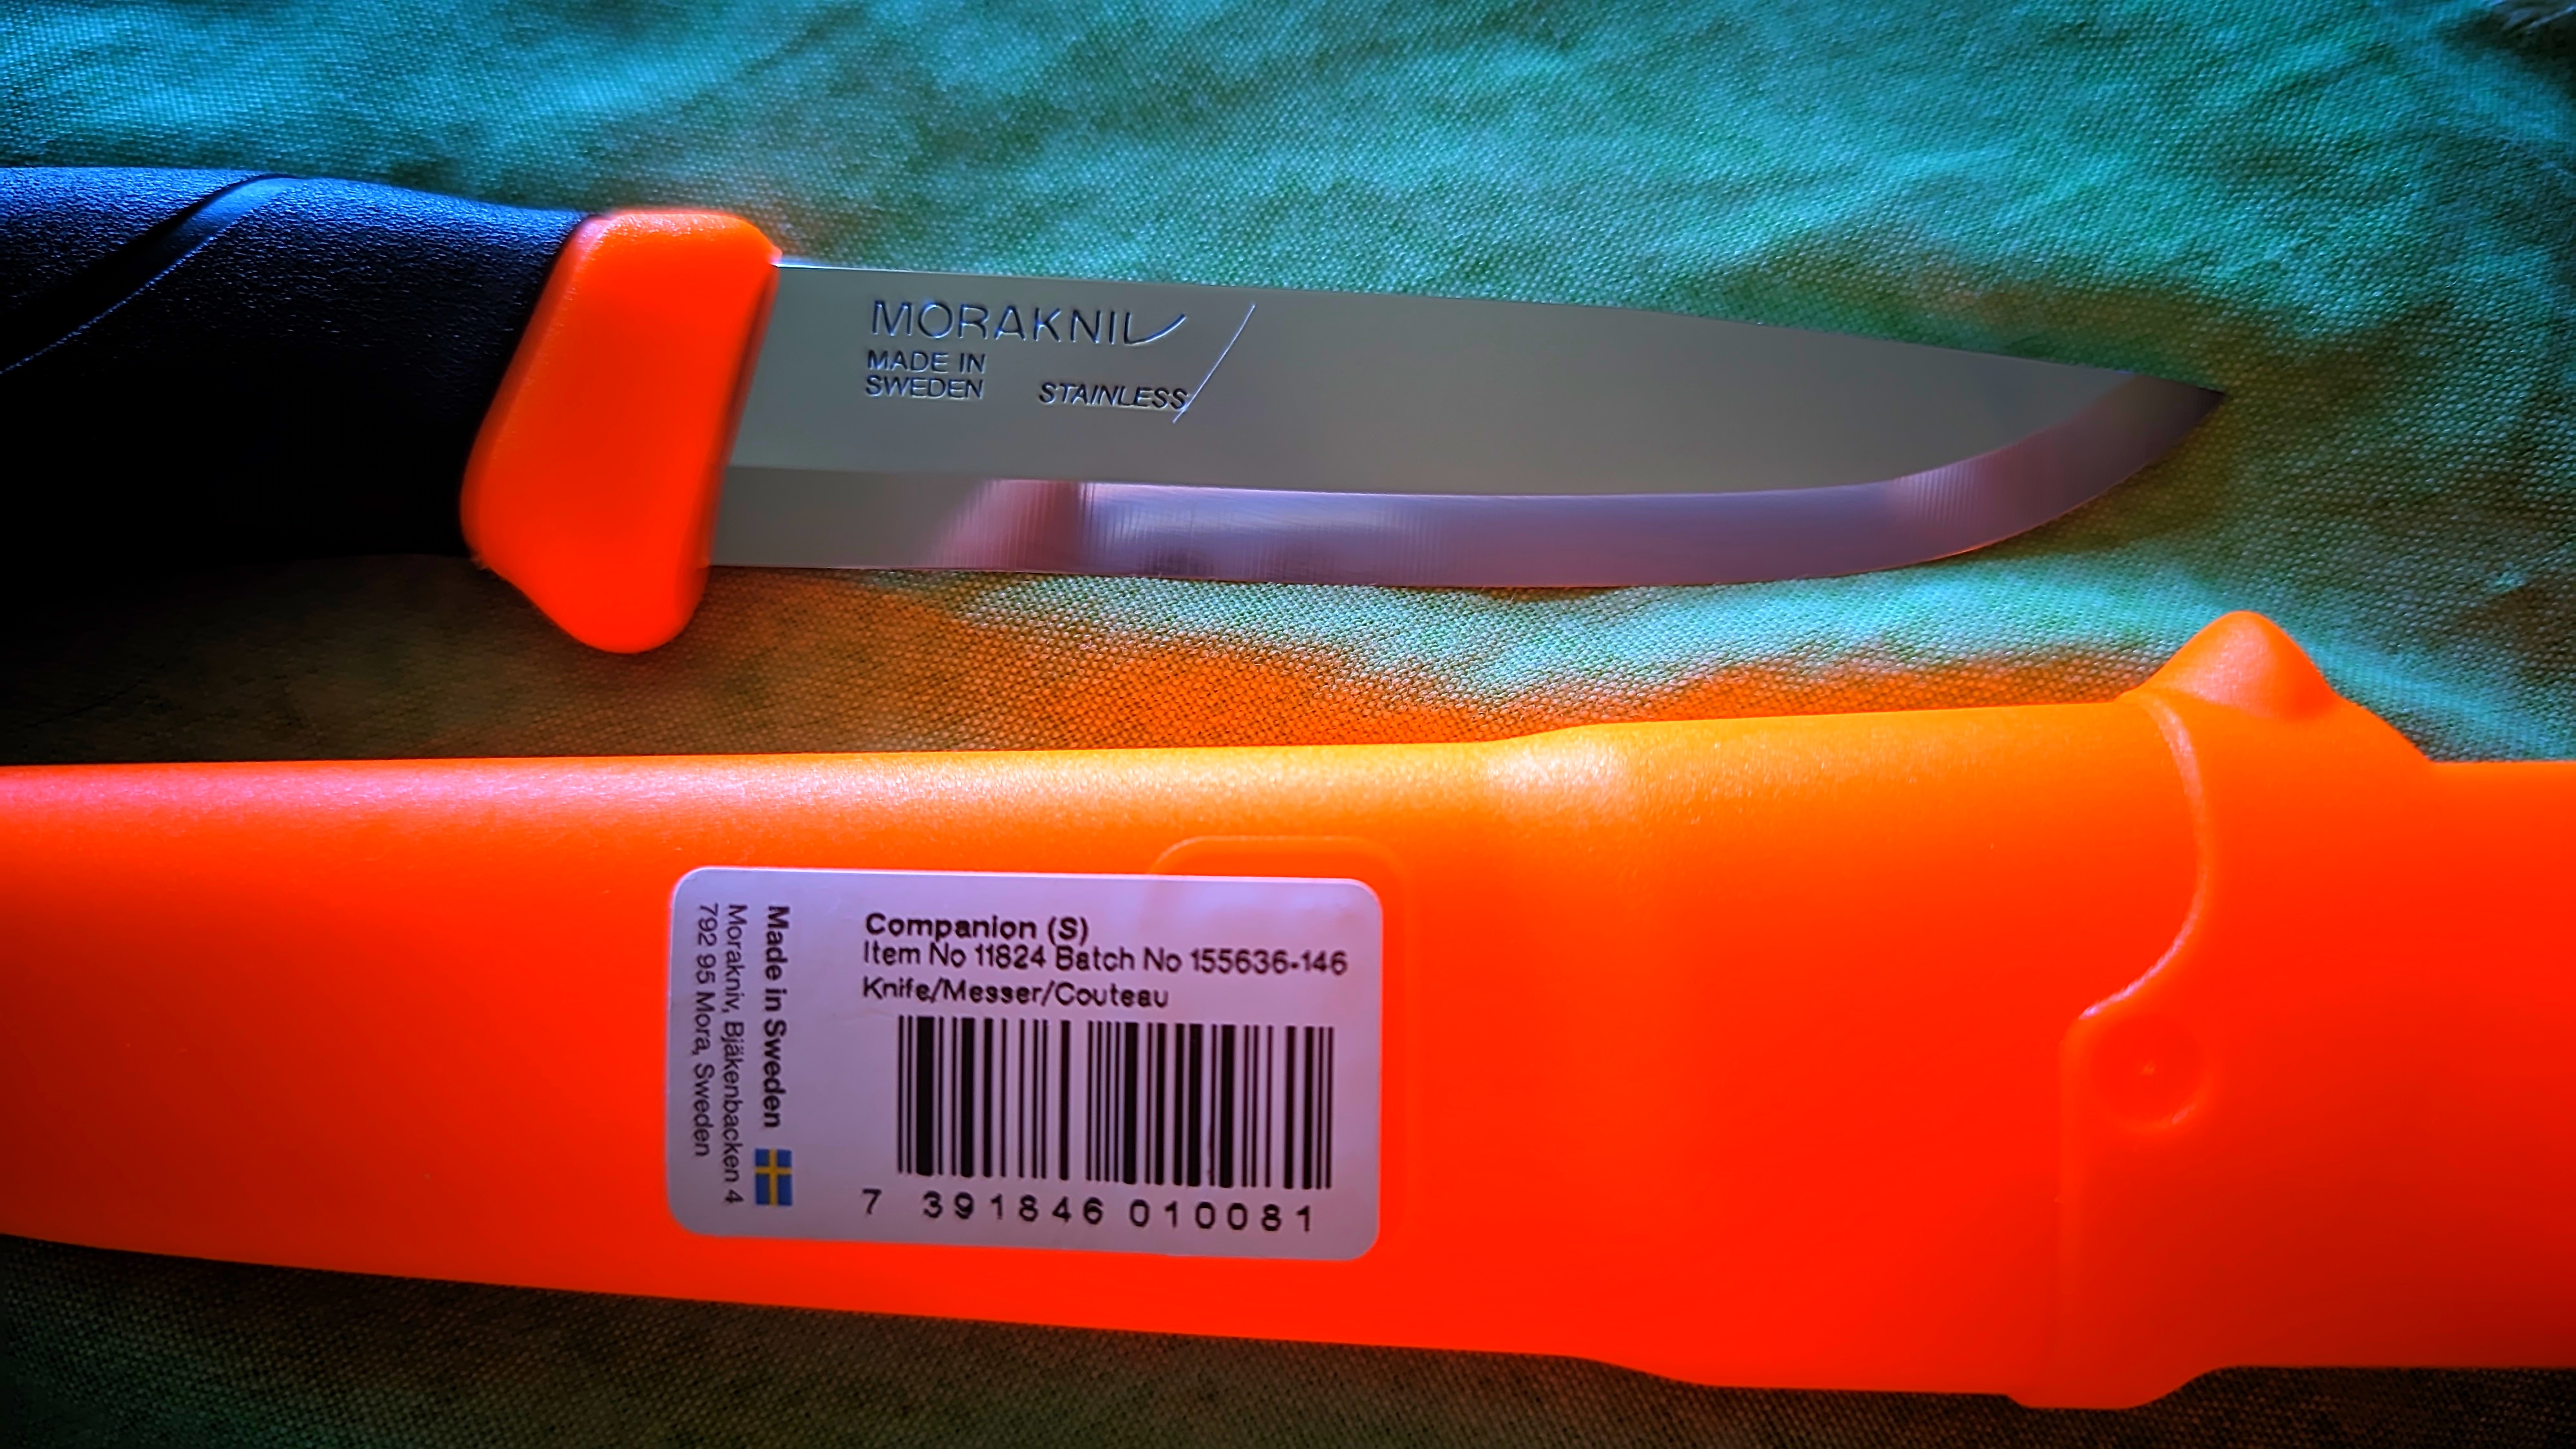 MORAKNIV
MADE IN
SWEDEN
STAINLESS
Companion (S)
Item No 11824 Batch No 155636-146
Knife/Messer/Couteau
7 391846 010081
Made in Sweden
Morakniv, Bjäkenbacken 4
792 95 Mora, Sweden